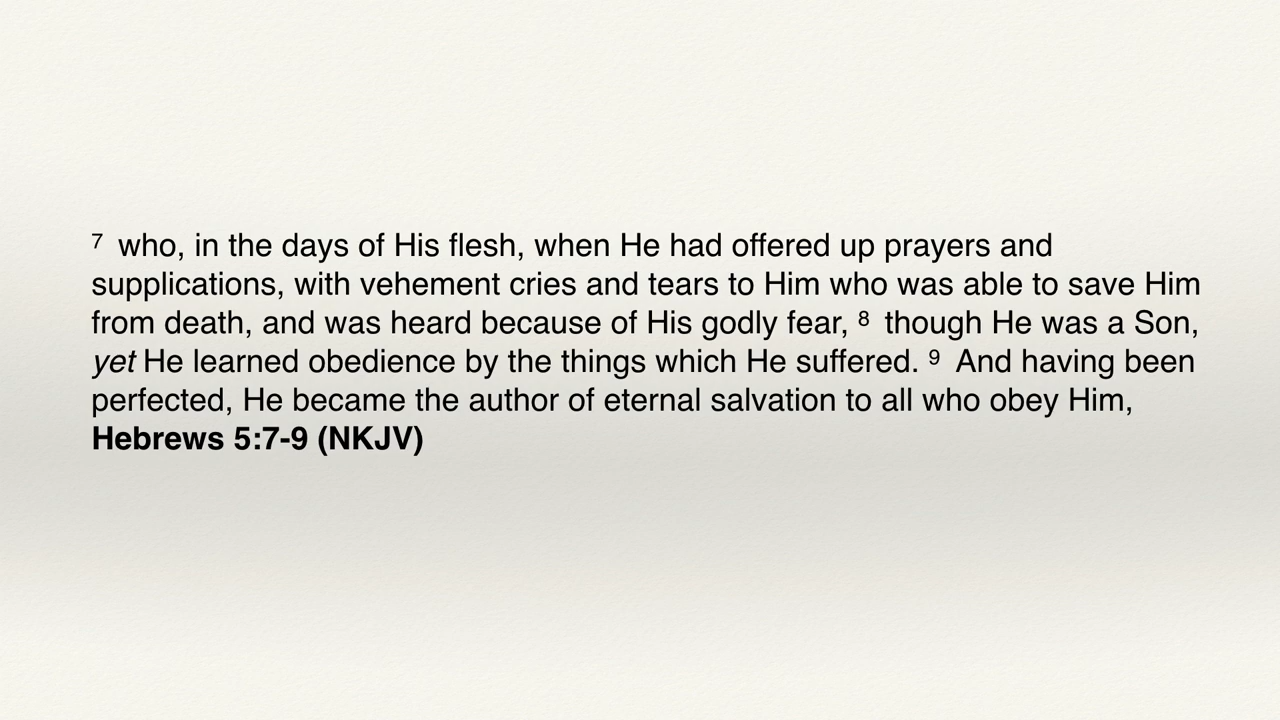 7 who, in the days of His flesh, when He had offered up prayers and
supplications, with vehement cries and tears to Him who was able to save Him
from death, and was heard because of His godly fear, 8 though He was a Son,
yet He learned obedience by the things which He suffered. 9 And having been
perfected, He became the author of eternal salvation to all who obey Him,
Hebrews 5:7-9 (NKJV)